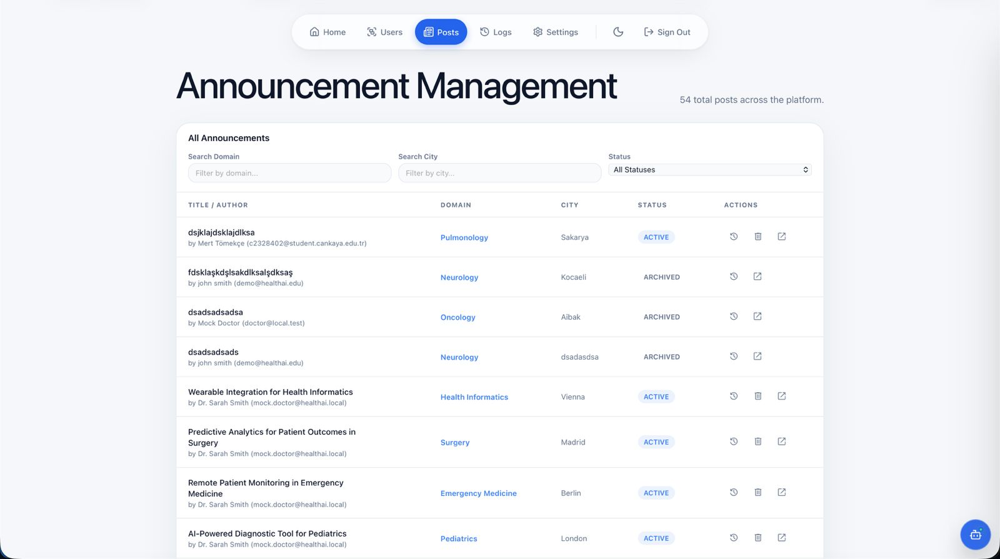 Home Users Posts Logs Settings Sign Out
Announcement Management
54 total posts across the platform.
All Announcements
Search Domain Search City Status
Filter by domain... Filter by city... All Statuses
TITLE / AUTHOR DOMAIN CITY STATUS ACTIONS
dsjklajdsklajdlksa
by Mert Tömekçe (c2328402@student.cankaya.edu.tr)
Pulmonology Sakarya ACTIVE
fdsklaşkdşlsakdlksalşdksaş
by john smith (demo@healthai.edu)
Neurology Kocaeli ARCHIVED
dsadsadsadsa
by Mock Doctor (doctor@local.test)
Oncology Aībak ARCHIVED
dsadsadsads
by john smith (demo@healthai.edu)
Neurology dsadasdsa ARCHIVED
Wearable Integration for Health Informatics
by Dr. Sarah Smith (mock.doctor@healthai.local)
Health Informatics Vienna ACTIVE
Predictive Analytics for Patient Outcomes in
Surgery
by Dr. Sarah Smith (mock.doctor@healthai.local)
Surgery Madrid ACTIVE
Remote Patient Monitoring in Emergency
Medicine
by Dr. Sarah Smith (mock.doctor@healthai.local)
Emergency Medicine Berlin ACTIVE
AI-Powered Diagnostic Tool for Pediatrics
by Dr. Sarah Smith (mock.doctor@healthai.local)
Pediatrics London ACTIVE